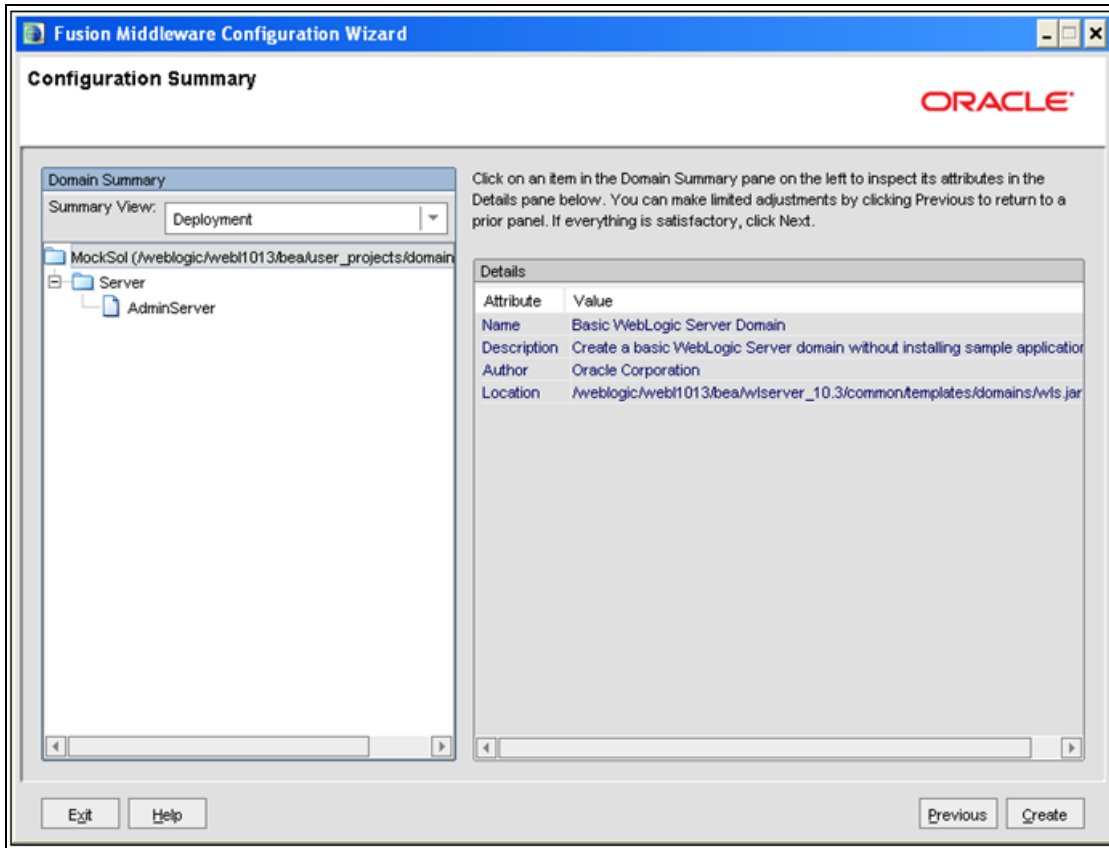 Fusion Middleware Configuration Wizard
Configuration Summary
ORACLE
Domain Summary
Summary View:
Deployment
MockSol (/weblogic/webl1013/bea/user_projects/domain
Server
AdminServer
Click on an item in the Domain Summary pane on the left to inspect its attributes in the
Details pane below. You can make limited adjustments by clicking Previous to return to a
prior panel. If everything is satisfactory, click Next.
Details
Attribute Value
Name Basic WebLogic Server Domain
Description Create a basic WebLogic Server domain without installing sample application
Author Oracle Corporation
Location /weblogic/webl1013/bea/wlserver_10.3/common/templates/domains/wls.jar
Exit Help Previous Create